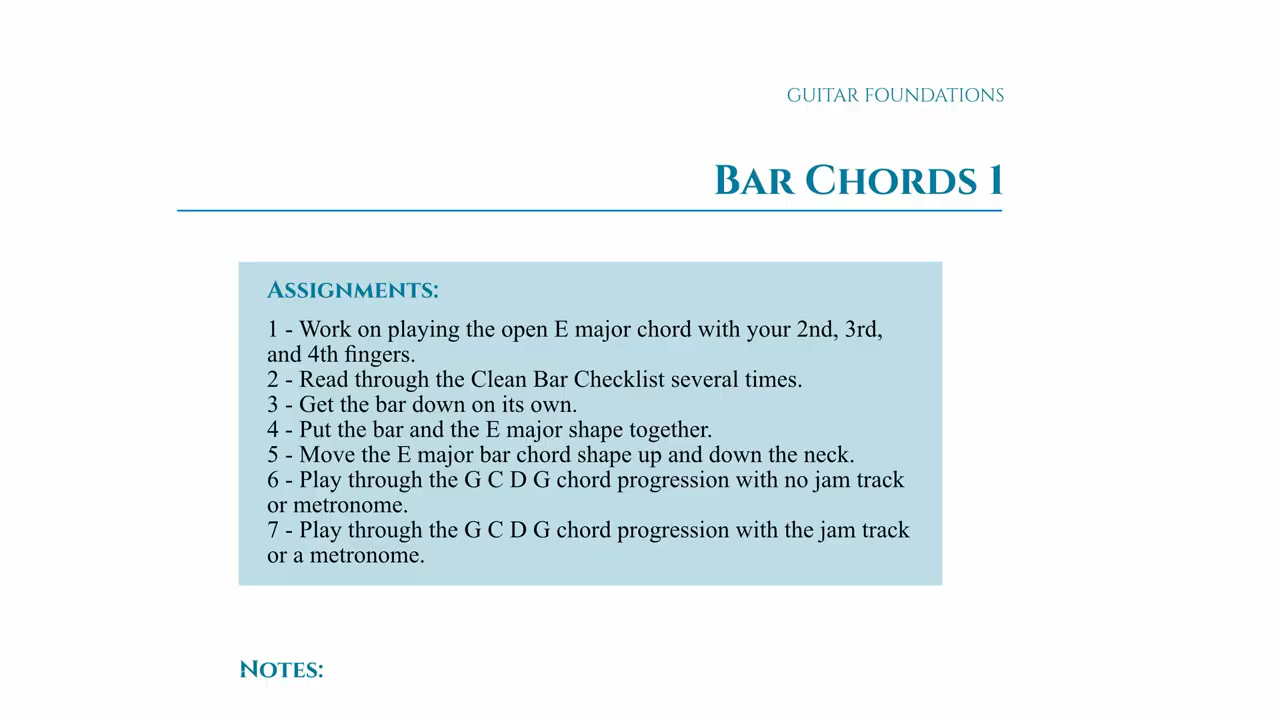 GUITAR FOUNDATIONS
BAR CHORDS 1
ASSIGNMENTS:
1 - Work on playing the open E major chord with your 2nd, 3rd,
and 4th fingers.
2 - Read through the Clean Bar Checklist several times.
3 - Get the bar down on its own.
4 - Put the bar and the E major shape together.
5 - Move the E major bar chord shape up and down the neck.
6 - Play through the G C D G chord progression with no jam track
or metronome.
7 - Play through the G C D G chord progression with the jam track
or a metronome.
NOTES: